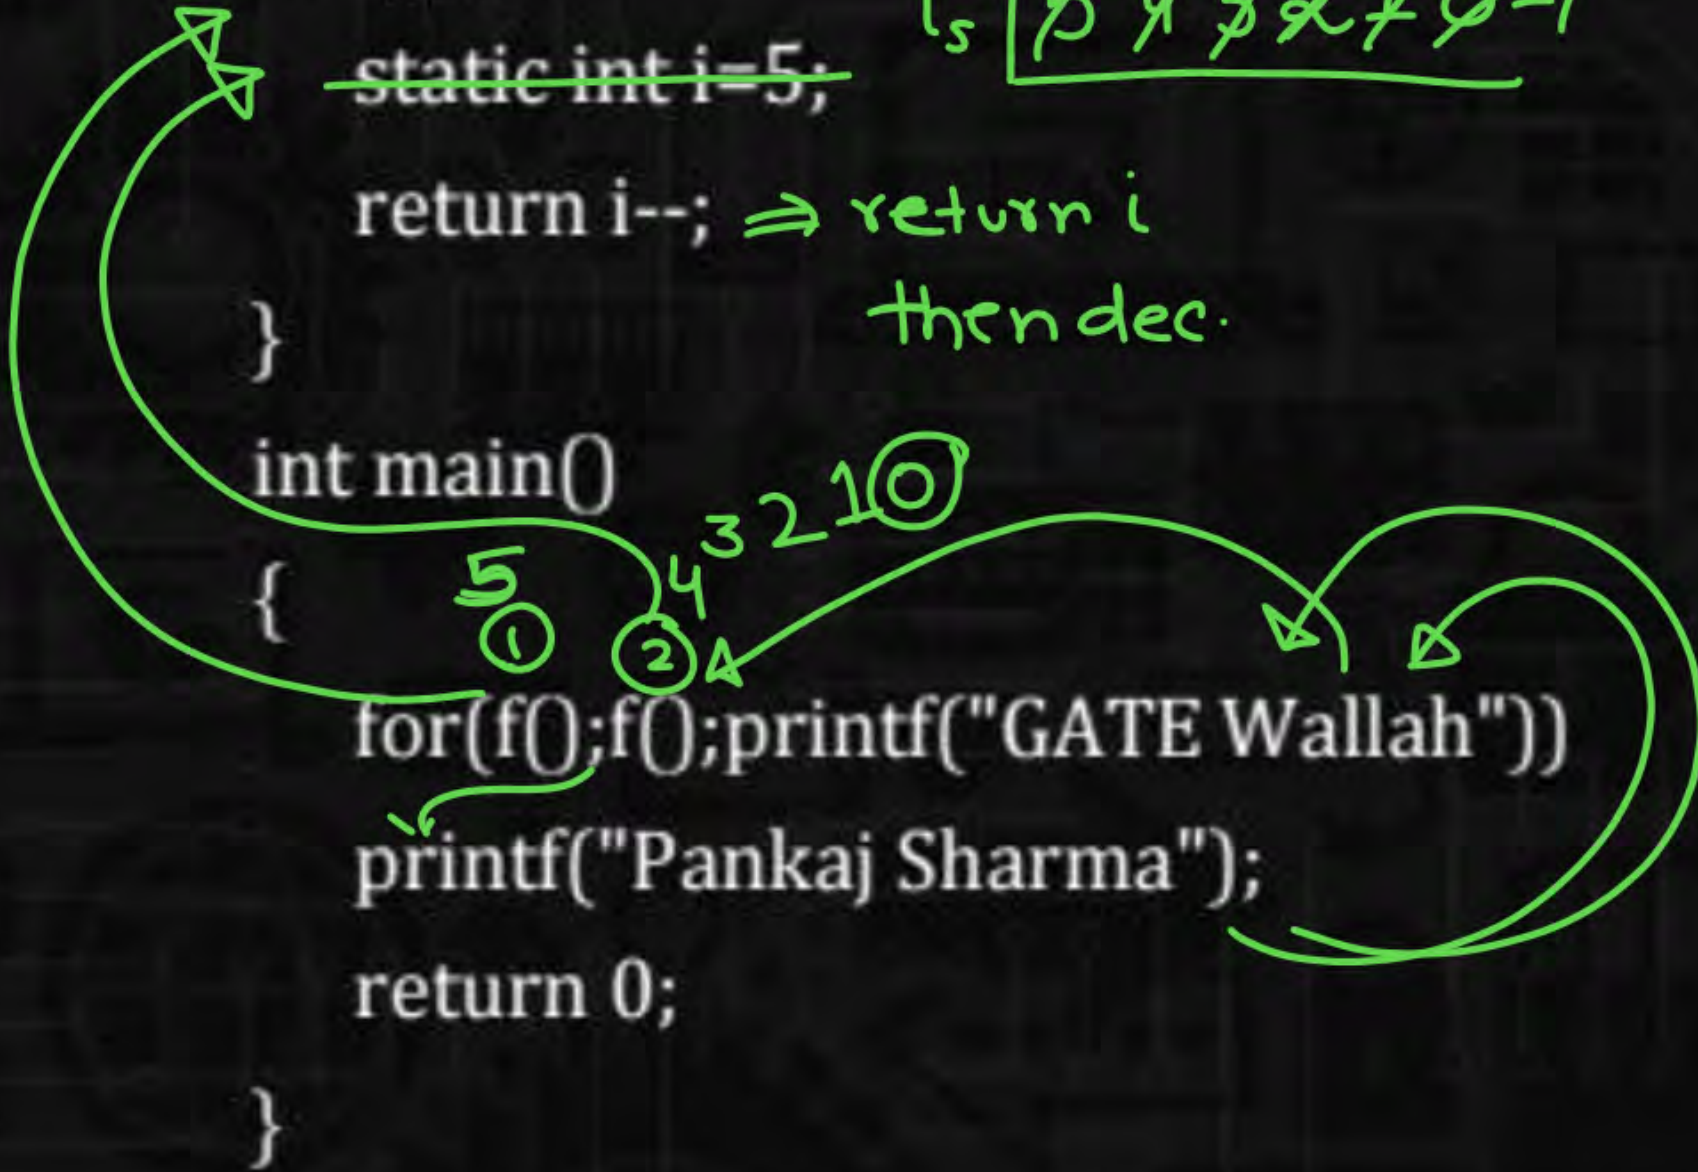 static int i=5;
return i--; ⇒ return i
then dec.
}
int main()
3 2 1 0
{ 5 4
1 2
for(f();f();printf("GATE Wallah"))
printf("Pankaj Sharma");
return 0;
}